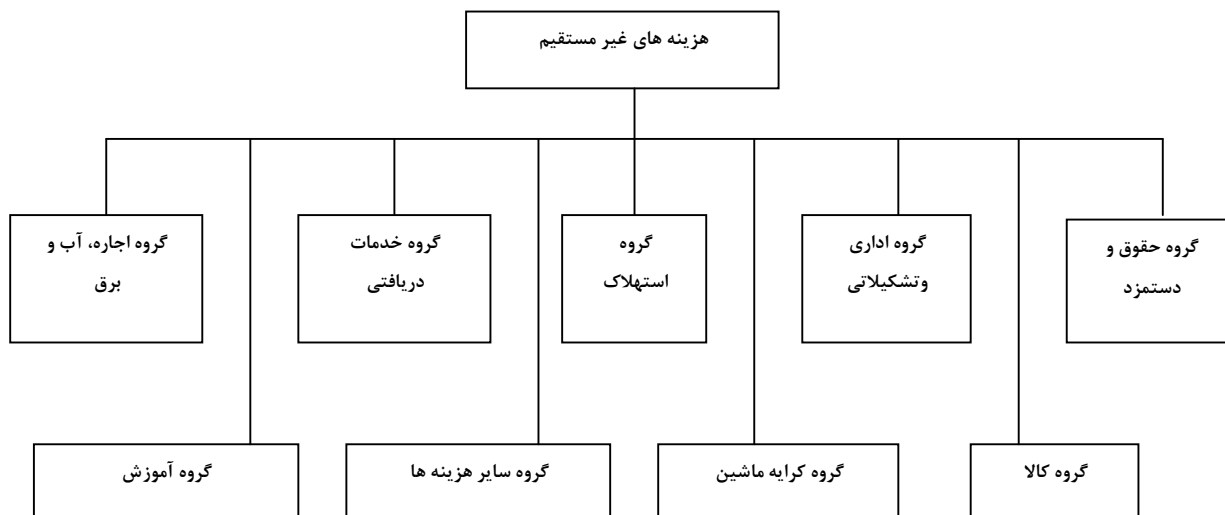 هزینه های غیر مستقیم
گروه حقوق و
دستمزد
گروه اداری
وتشکیلاتی
گروه
استهلاک
گروه خدمات
دریافتی
گروه اجاره، آب و
برق
گروه کالا
گروه کرایه ماشین
گروه سایر هزینه ها
گروه آموزش